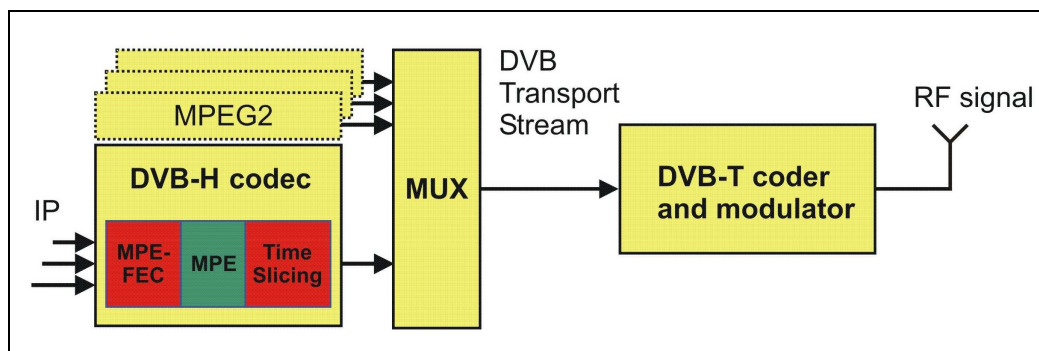 MPEG2
DVB-H codec
IP
MPE-
FEC
MPE
Time
Slicing
MUX
DVB
Transport
Stream
DVB-T coder
and modulator
RF signal